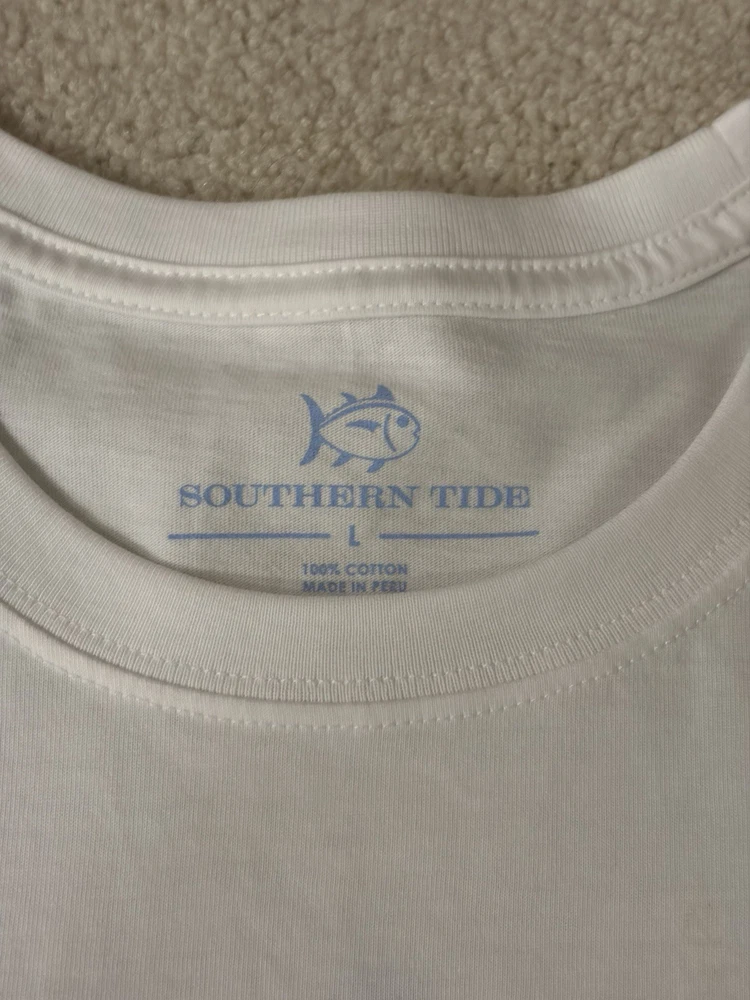 SOUTHERN TIDE
L
100% COTTON
MADE IN PERU